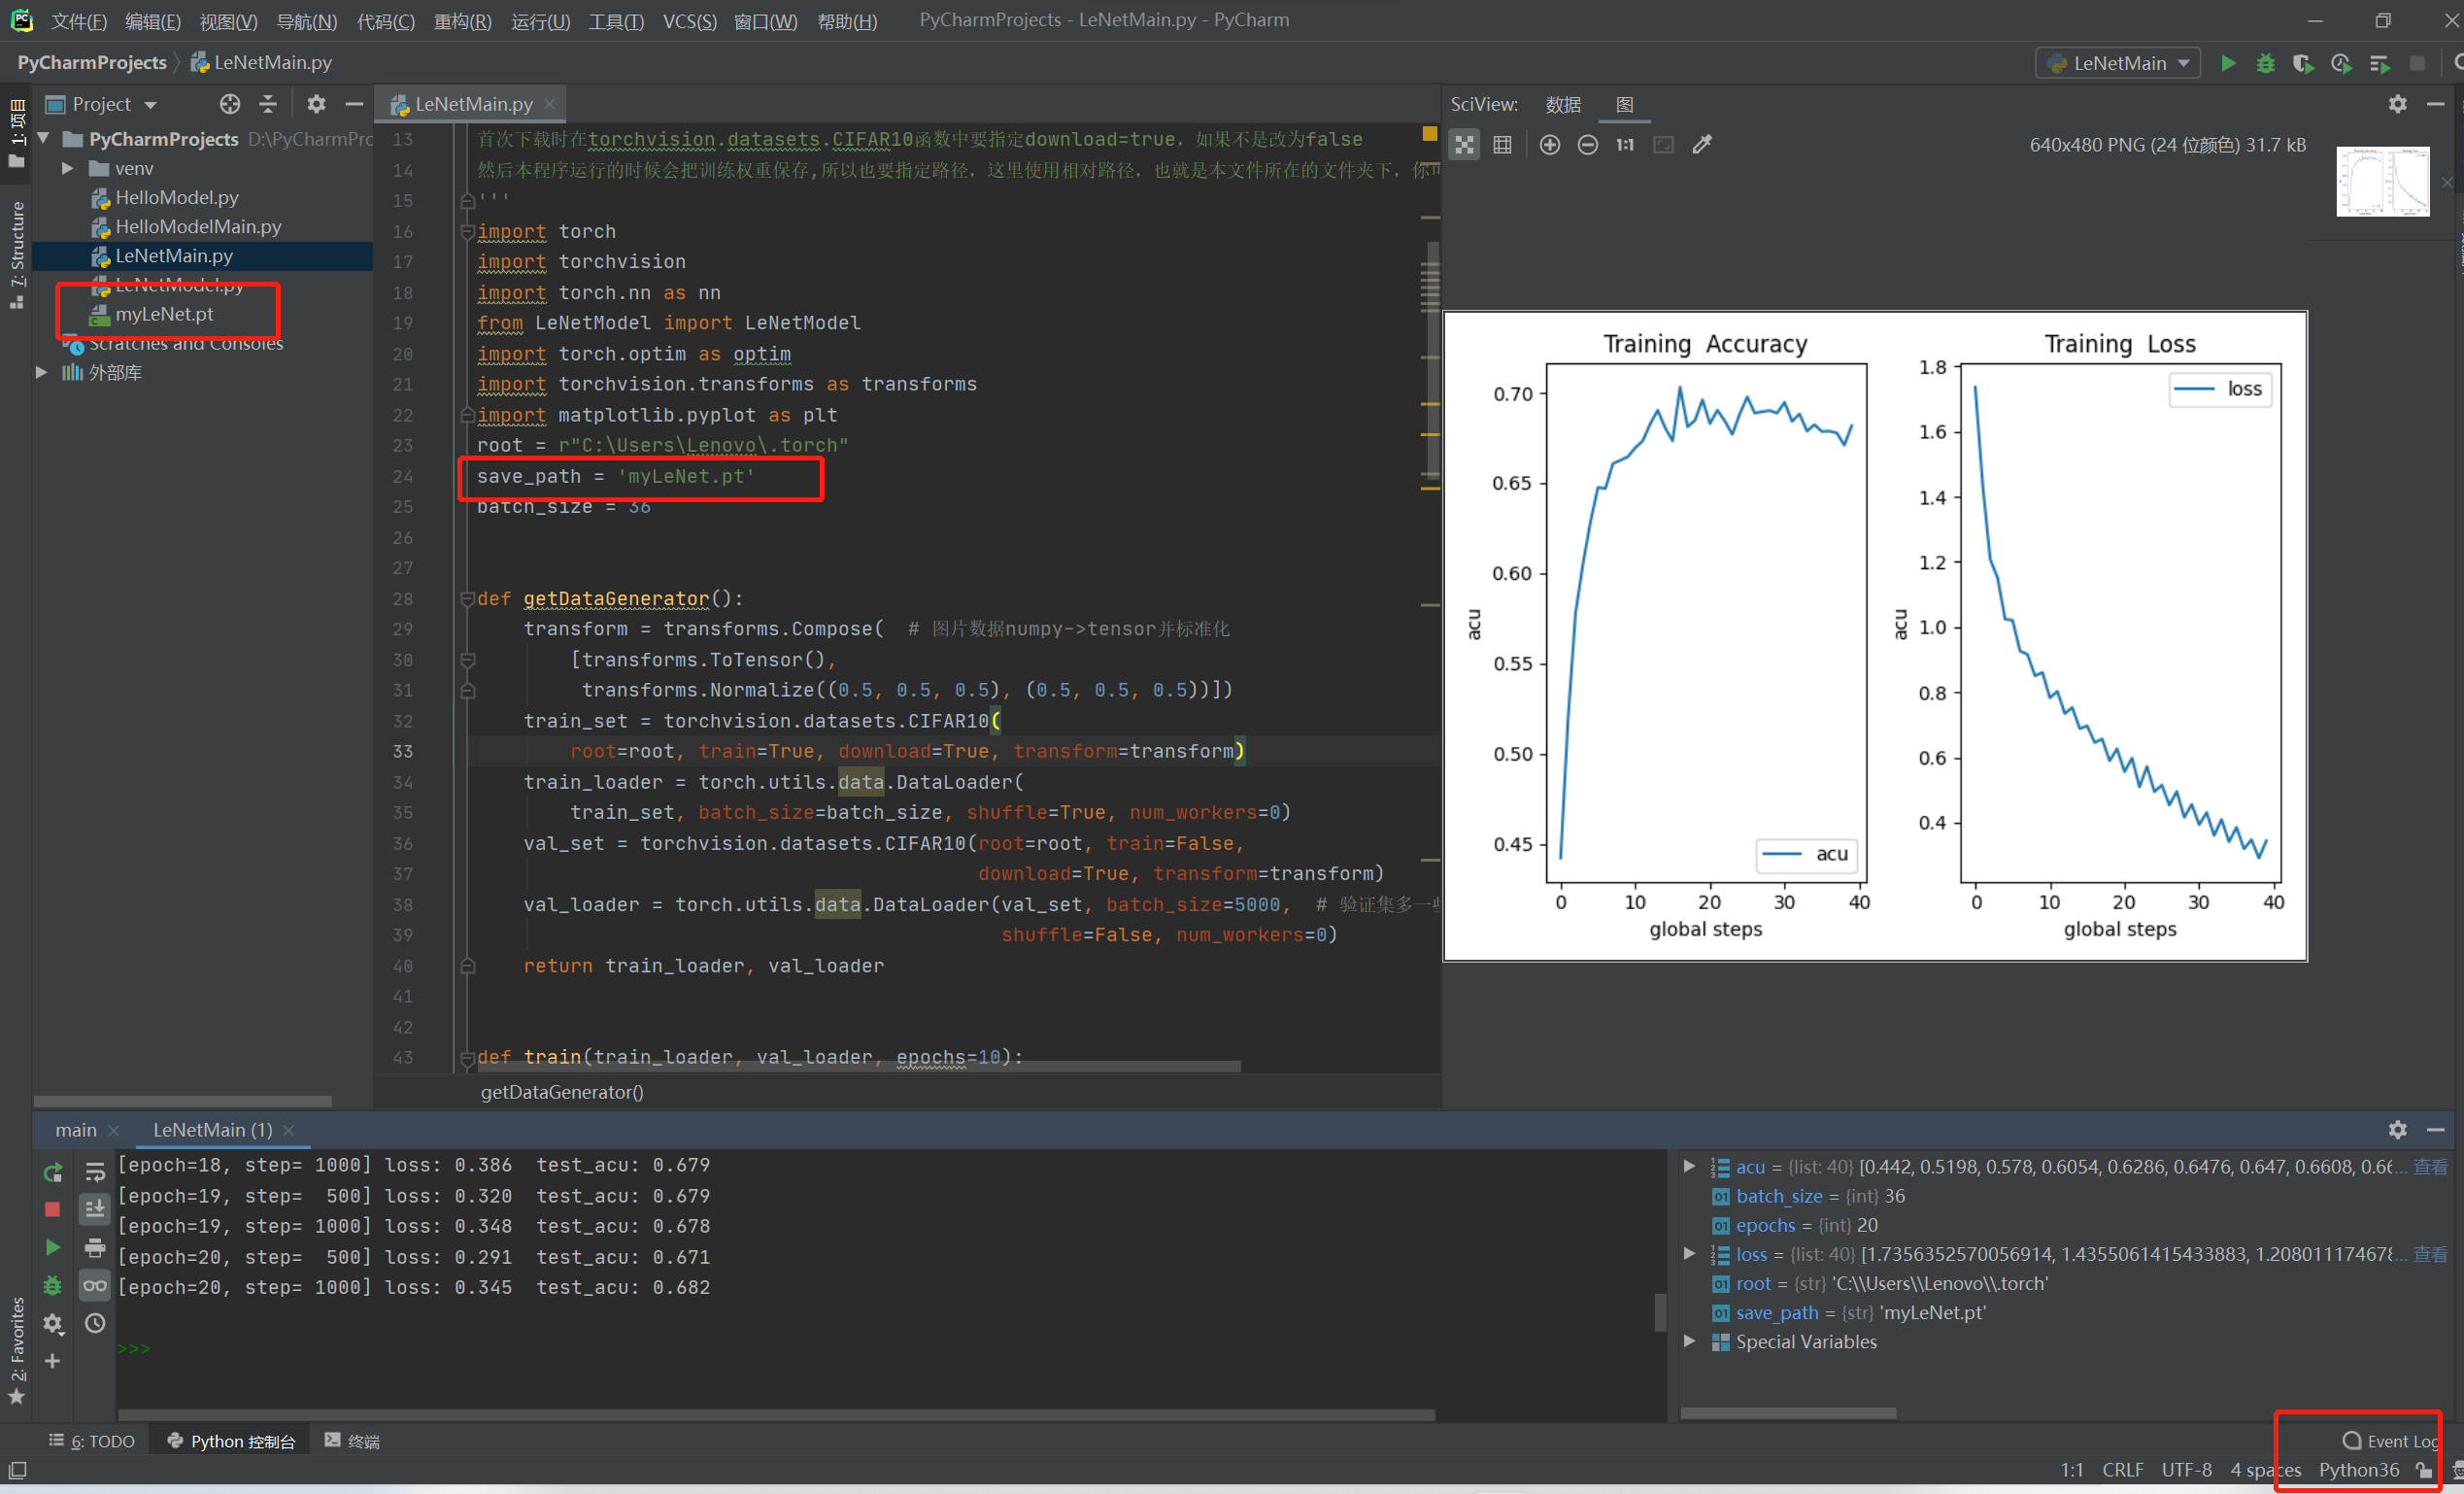 文件(F) 编辑(E) 视图(V) 导航(N) 代码(C) 重构(R) 运行(U) 工具(T) VCS(S) 窗口(W) 帮助(H) PyCharmProjects - LeNetMain.py - PyCharm
PyCharmProjects LeNetMain.py LeNetMain
1: 项目
7: Structure
2: Favorites
Project
PyCharmProjects D:\PyCharmPrc
venv
HelloModel.py
HelloModelMain.py
LeNetMain.py
LeNetModel.py
myLeNet.pt
Scratches and Consoles
外部库
LeNetMain.py
13 首次下载时在torchvision.datasets.CIFAR10函数中要指定download=true，如果不是改为false
14 然后本程序运行的时候会把训练权重保存,所以也要指定路径，这里使用相对路径，也就是本文件所在的文件夹下，你
15 '''
16 import torch
17 import torchvision
18 import torch.nn as nn
19 from LeNetModel import LeNetModel
20 import torch.optim as optim
21 import torchvision.transforms as transforms
22 import matplotlib.pyplot as plt
23 root = r"C:\Users\Lenovo\.torch"
24 save_path = 'myLeNet.pt'
25 batch_size = 36
26
27
28 def getDataGenerator():
29 transform = transforms.Compose( # 图片数据numpy->tensor并标准化
30 [transforms.ToTensor(),
31 transforms.Normalize((0.5, 0.5, 0.5), (0.5, 0.5, 0.5))])
32 train_set = torchvision.datasets.CIFAR10(
33 root=root, train=True, download=True, transform=transform)
34 train_loader = torch.utils.data.DataLoader(
35 train_set, batch_size=batch_size, shuffle=True, num_workers=0)
36 val_set = torchvision.datasets.CIFAR10(root=root, train=False,
37 download=True, transform=transform)
38 val_loader = torch.utils.data.DataLoader(val_set, batch_size=5000, # 验证集多一些
39 shuffle=False, num_workers=0)
40 return train_loader, val_loader
41
42
43 def train(train_loader, val_loader, epochs=10):
getDataGenerator()
SciView: 数据 图
1:1 640x480 PNG (24 位颜色) 31.7 kB
Training Accuracy
0.70
0.65
0.60
0.55
0.50
0.45
acu
acu
0 10 20 30 40
global steps
Training Loss
1.8
1.6
1.4
1.2
1.0
0.8
0.6
0.4
acu
loss
0 10 20 30 40
global steps
main LeNetMain (1)
[epoch=18, step= 1000] loss: 0.386 test_acu: 0.679
[epoch=19, step= 500] loss: 0.320 test_acu: 0.679
[epoch=19, step= 1000] loss: 0.348 test_acu: 0.678
[epoch=20, step= 500] loss: 0.291 test_acu: 0.671
[epoch=20, step= 1000] loss: 0.345 test_acu: 0.682
>>>
acu = {list: 40} [0.442, 0.5198, 0.578, 0.6054, 0.6286, 0.6476, 0.647, 0.6608, 0.66... 查看
batch_size = {int} 36
epochs = {int} 20
loss = {list: 40} [1.7356352570056914, 1.4355061415433883, 1.208011174678... 查看
root = {str} 'C:\\Users\\Lenovo\\.torch'
save_path = {str} 'myLeNet.pt'
Special Variables
6: TODO Python 控制台 终端 Event Log
1:1 CRLF UTF-8 4 spaces Python36